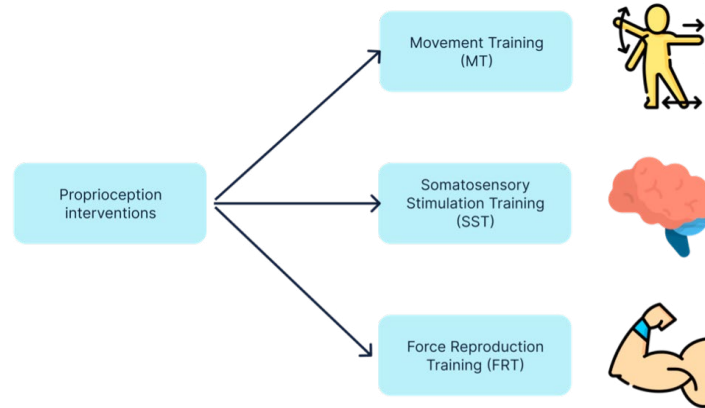 Movement Training
(MT)
Proprioception
interventions
Somatosensory
Stimulation Training
(SST)
Force Reproduction
Training (FRT)